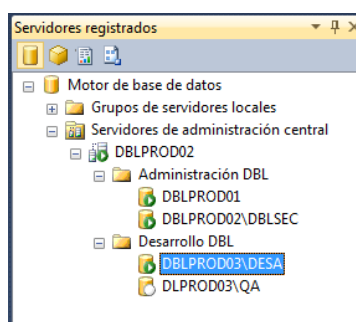 Servidores registrados
Motor de base de datos
Grupos de servidores locales
Servidores de administración central
DBLPROD02
Administración DBL
DBLPROD01
DBLPROD02\DBLSEC
Desarrollo DBL
DBLPROD03\DESA
DLPROD03\QA